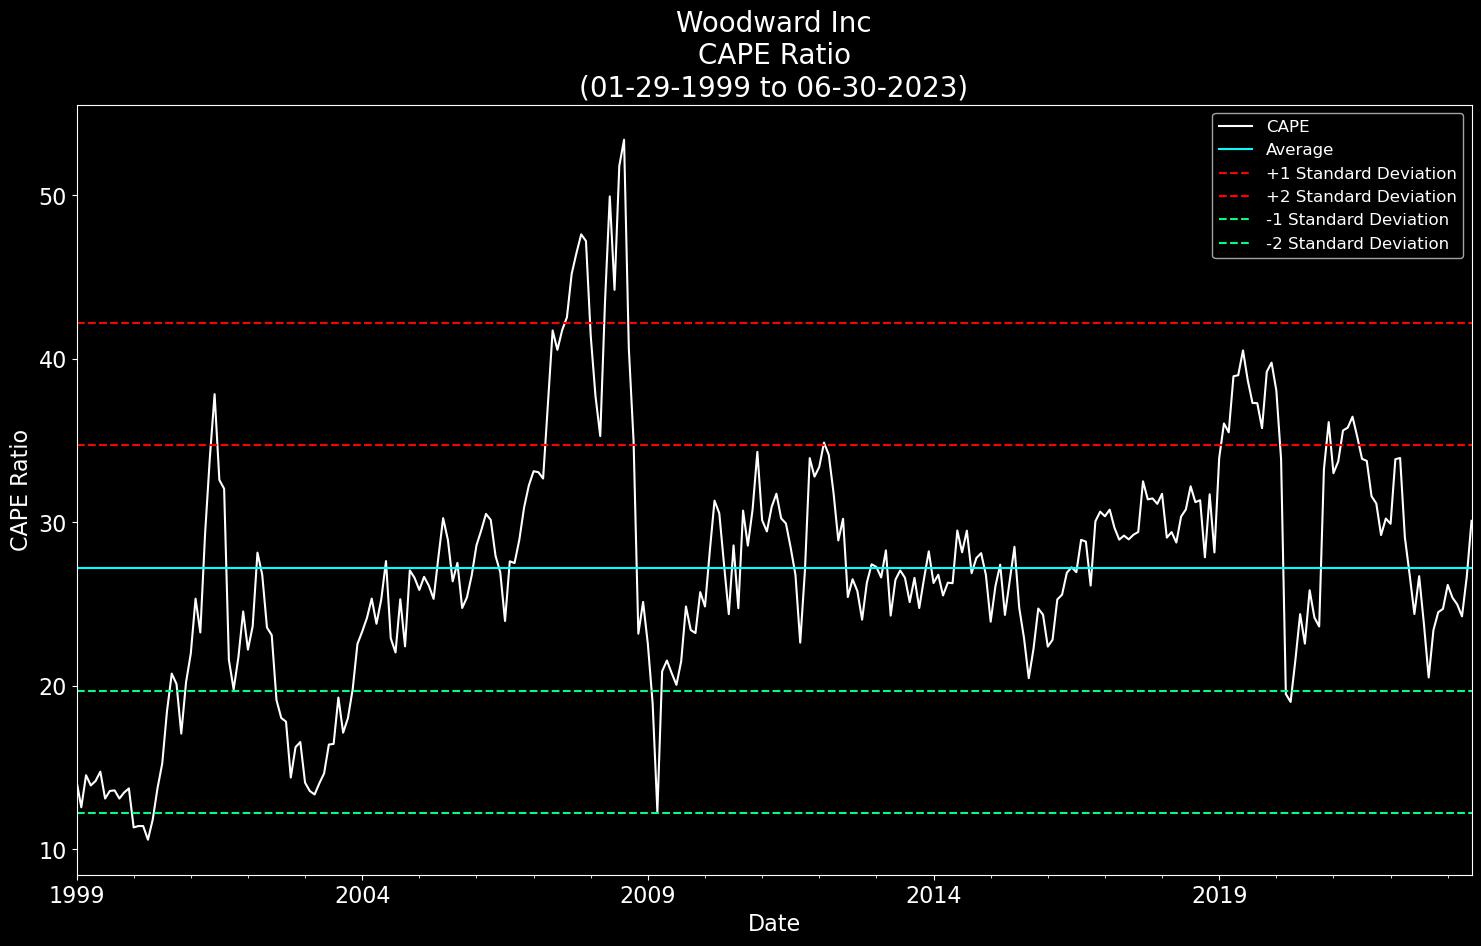 Woodward Inc
CAPE Ratio
(01-29-1999 to 06-30-2023)
CAPE
Average
+1 Standard Deviation
+2 Standard Deviation
-1 Standard Deviation
-2 Standard Deviation
CAPE Ratio
50
40
30
20
10
1999 2004 2009 2014 2019
Date